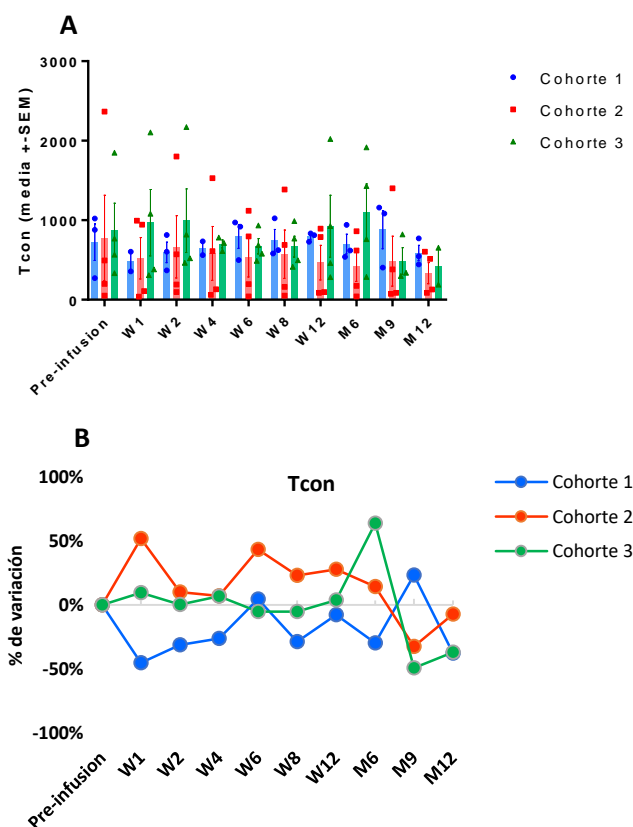 A
Tcon (media +-SEM)
3000
2000
1000
0
Pre-infusion
W1
W2
W4
W6
W8
W12
M6
M9
M12
Cohorte 1
Cohorte 2
Cohorte 3
B
Tcon
% de variación
100%
50%
0%
-50%
-100%
Pre-infusion
W1
W2
W4
W6
W8
W12
M6
M9
M12
Cohorte 1
Cohorte 2
Cohorte 3